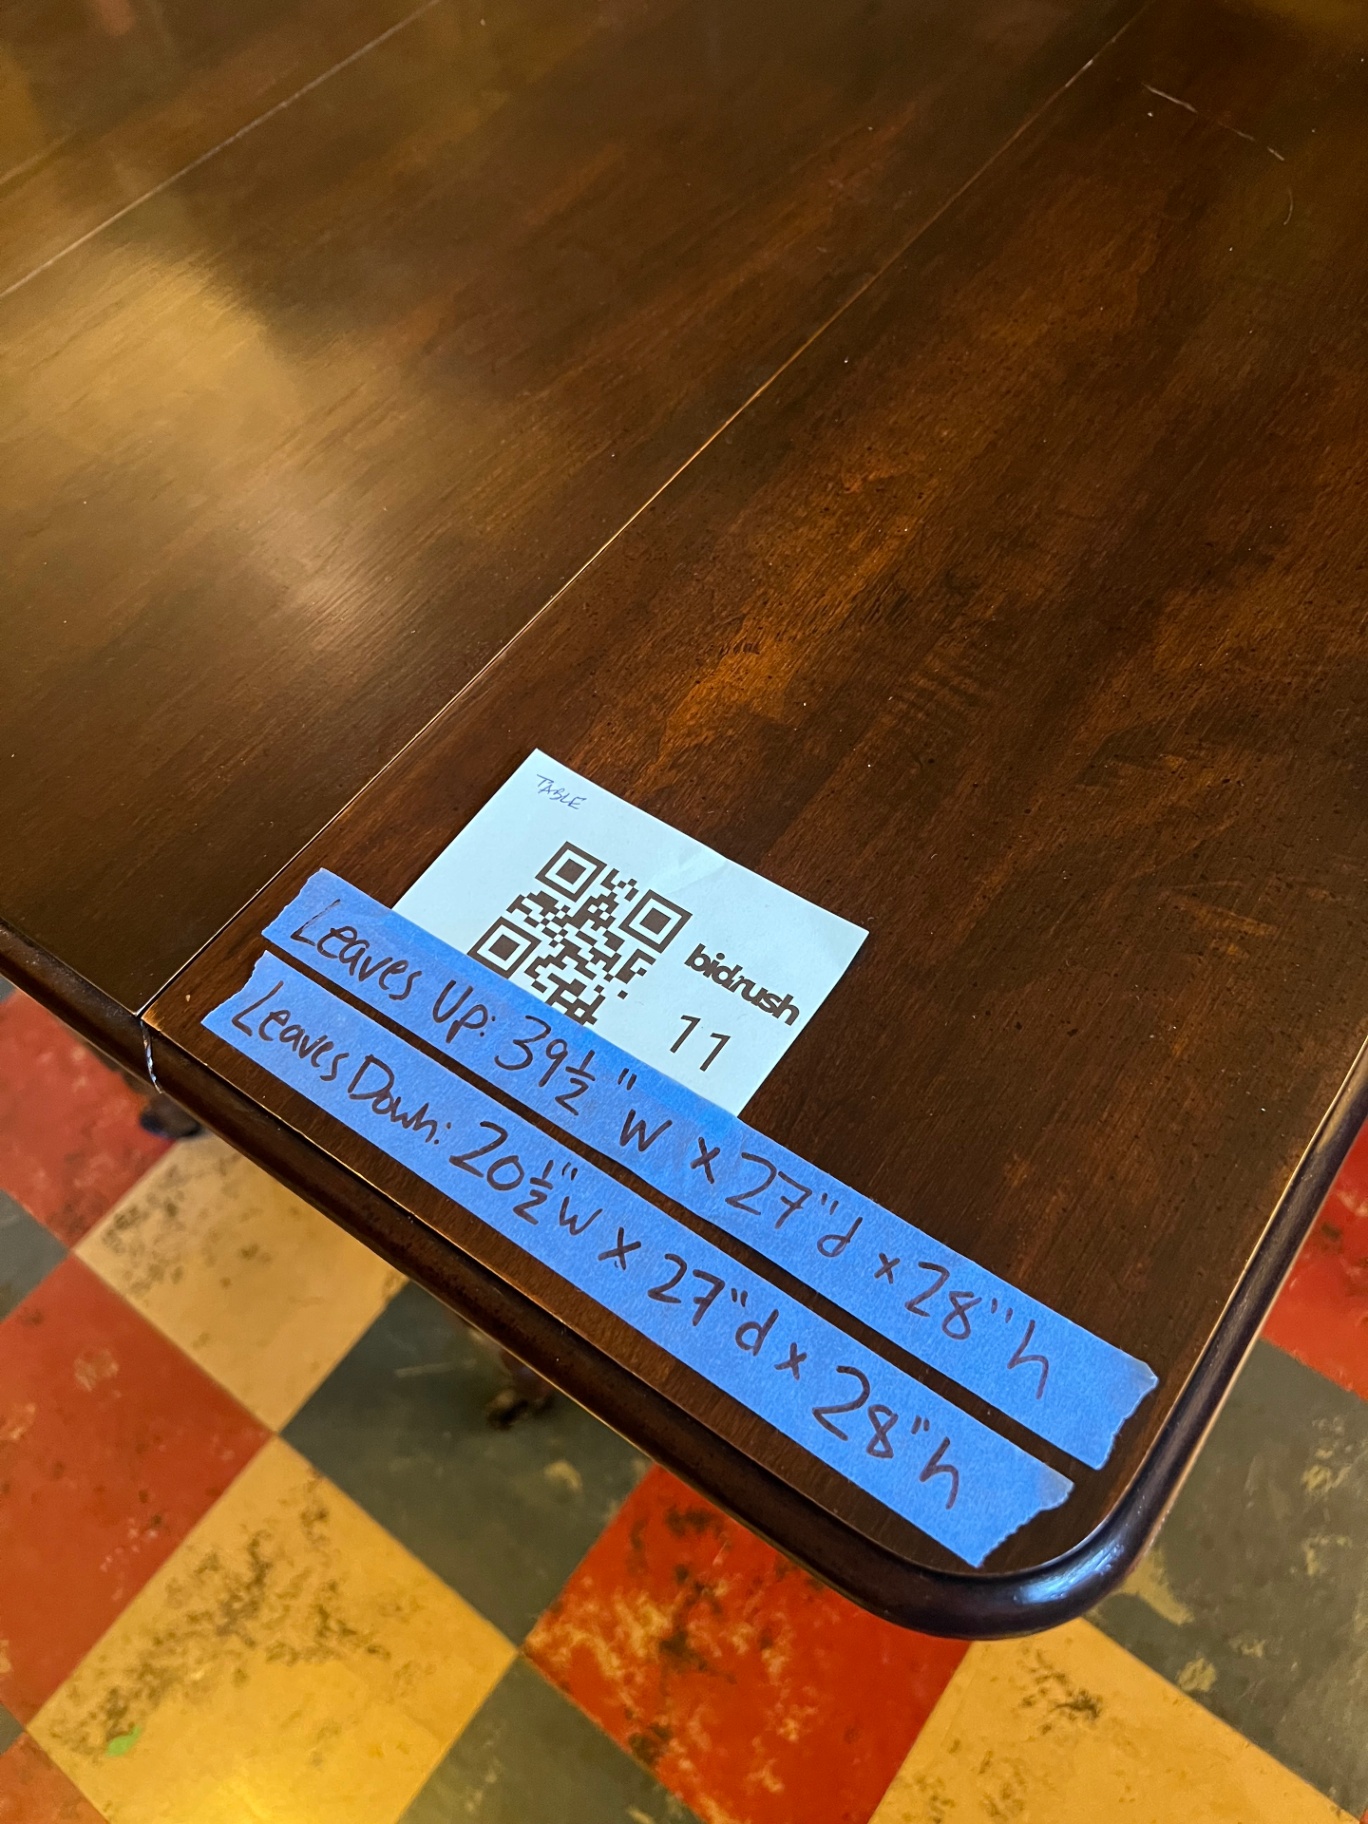 TABLE
bidrush
11
Leaves Up: 39½" W x 27"d x 28"h
Leaves Down: 20½"W x 27"d x 28"h